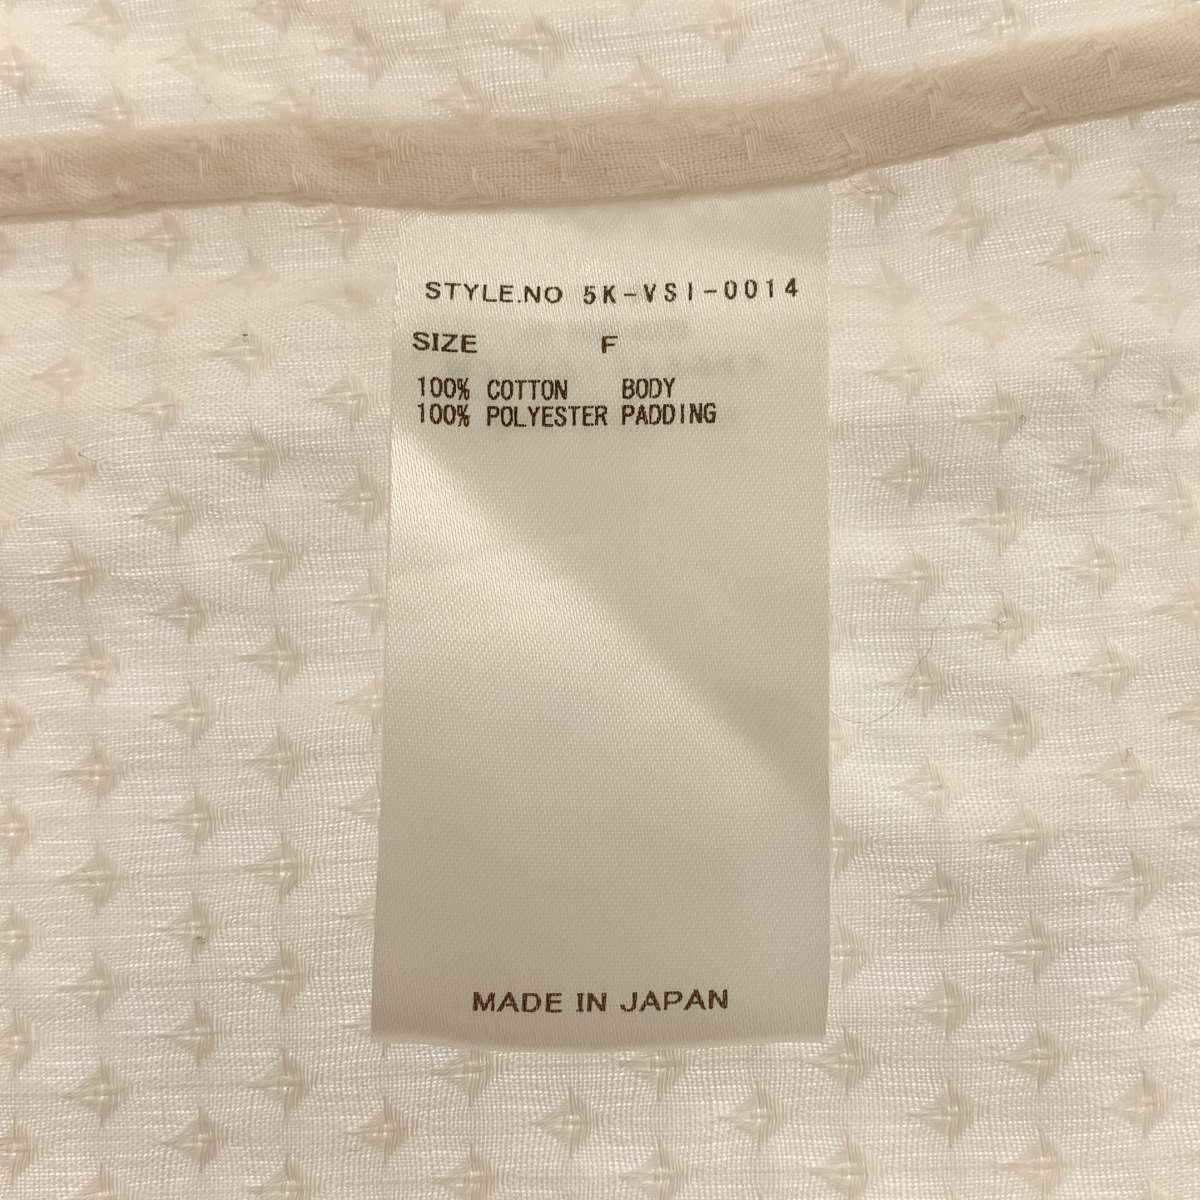 STYLE.NO 5K-VSI-0014
SIZE F
100% COTTON BODY
100% POLYESTER PADDING
MADE IN JAPAN